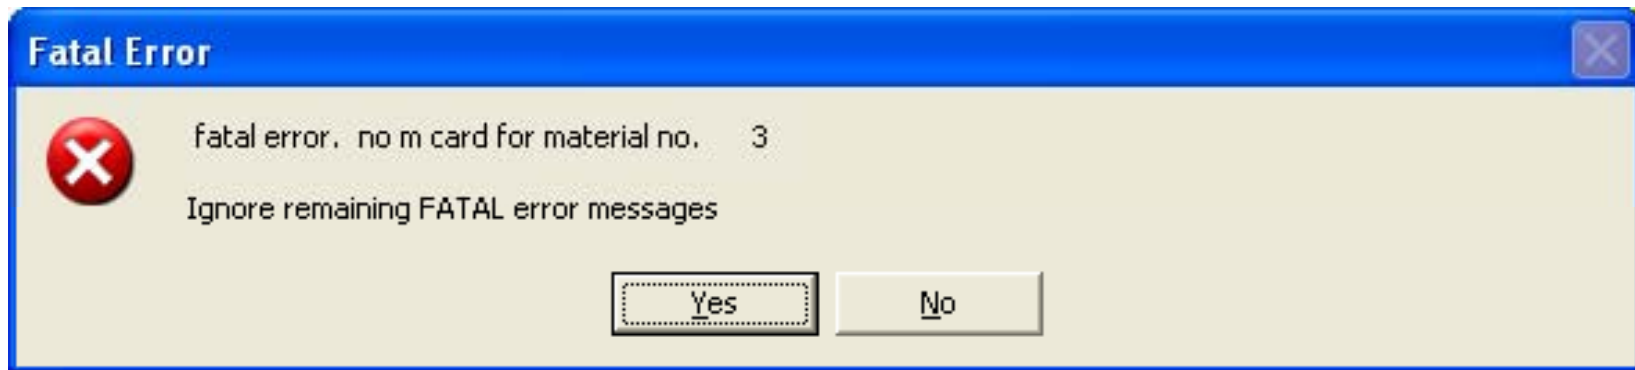 Fatal Error
fatal error. no m card for material no. 3
Ignore remaining FATAL error messages
Yes No